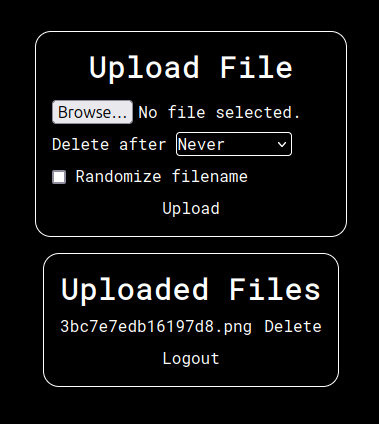 Upload File
Browse... No file selected.
Delete after Never
Randomize filename
Upload
Uploaded Files
3bc7e7edb16197d8.png Delete
Logout